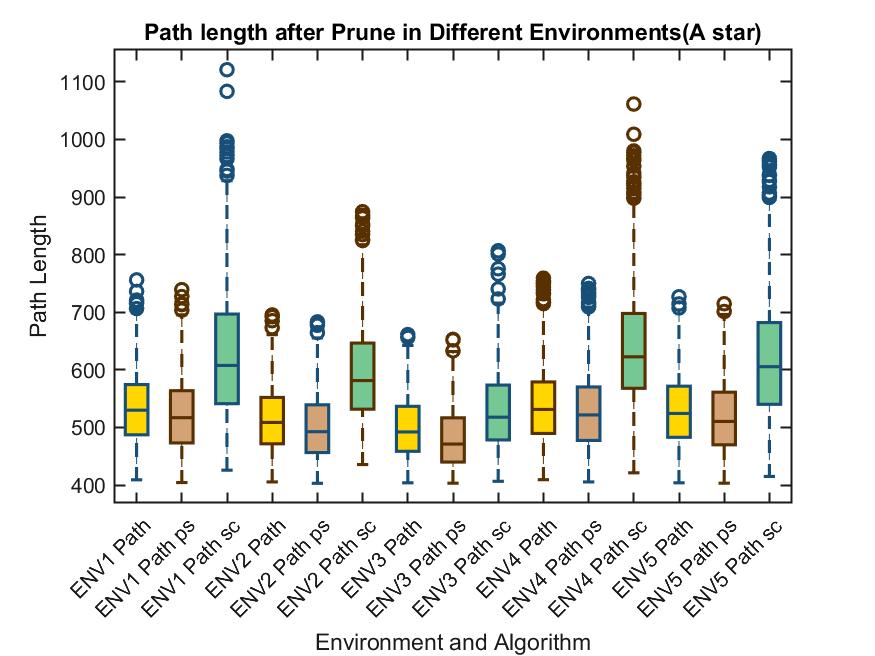 Path length after Prune in Different Environments(A star)
1100
1000
900
800
700
600
500
400
Path Length
ENV1 Path
ENV1 Path ps
ENV1 Path sc
ENV2 Path
ENV2 Path ps
ENV2 Path sc
ENV3 Path
ENV3 Path ps
ENV3 Path sc
ENV4 Path
ENV4 Path ps
ENV4 Path sc
ENV5 Path
ENV5 Path ps
ENV5 Path sc
Environment and Algorithm